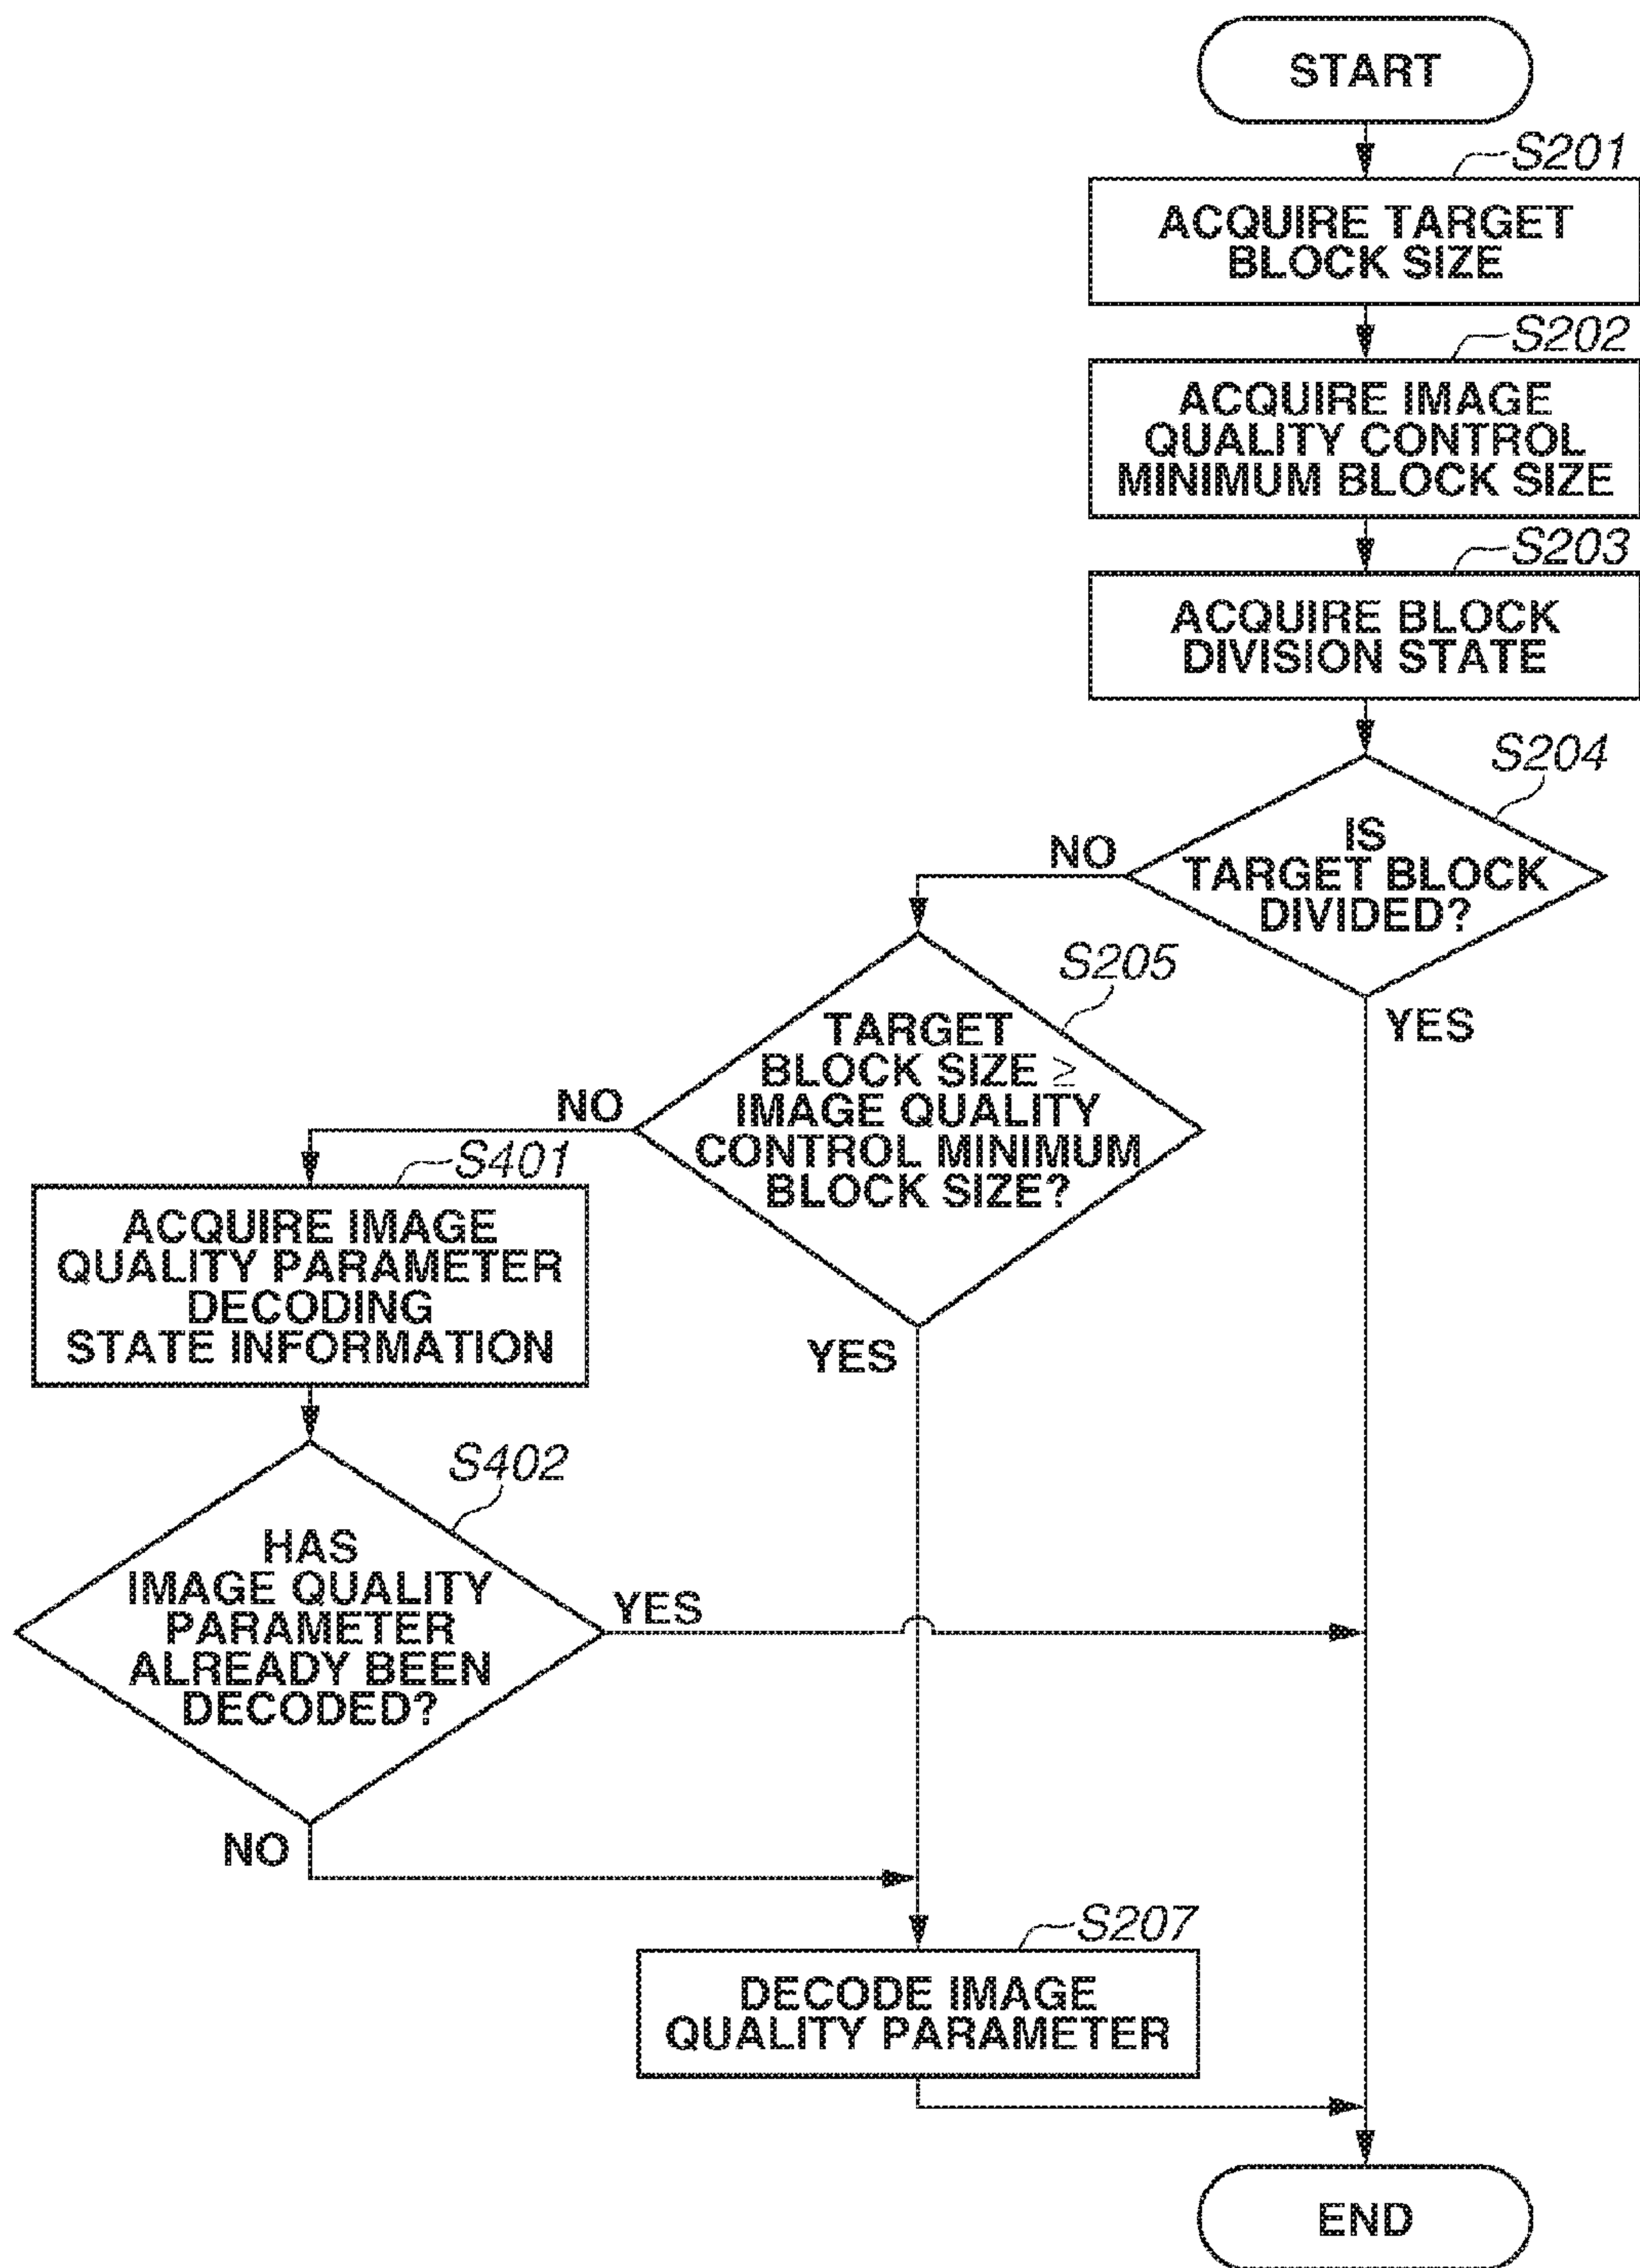 START
S201
ACQUIRE TARGET
BLOCK SIZE
S202
ACQUIRE IMAGE
QUALITY CONTROL
MINIMUM BLOCK SIZE
S203
ACQUIRE BLOCK
DIVISION STATE
S204
IS
TARGET BLOCK
DIVIDED?
NO
YES
S205
TARGET
BLOCK SIZE ≥
IMAGE QUALITY
CONTROL MINIMUM
BLOCK SIZE?
NO
YES
S401
ACQUIRE IMAGE
QUALITY PARAMETER
DECODING
STATE INFORMATION
S402
HAS
IMAGE QUALITY
PARAMETER
ALREADY BEEN
DECODED?
YES
NO
S207
DECODE IMAGE
QUALITY PARAMETER
END